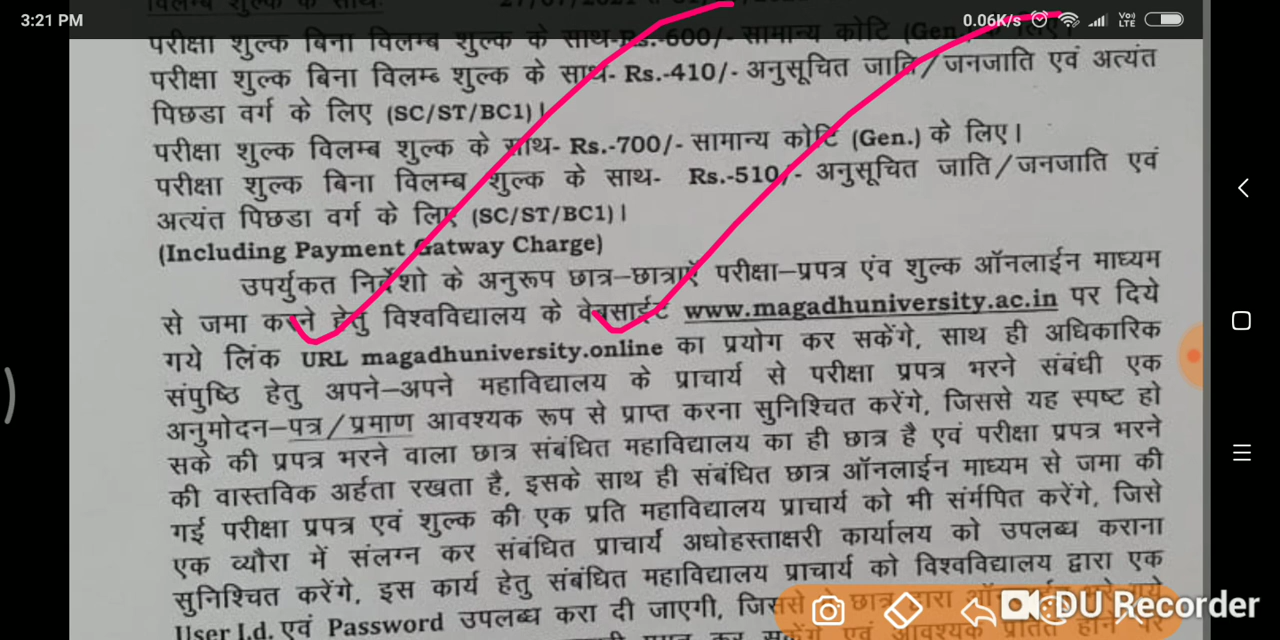 3:21 PM
0.06K/s
Vo))
LTE
विलम्ब शुल्क के साथ:
परीक्षा शुल्क बिना विलम्ब शुल्क के साथ- Rs.-600/- सामान्य कोटि (Gen.) के लिए।
परीक्षा शुल्क बिना विलम्ब शुल्क के साथ- Rs.-410/- अनुसूचित जाति/जनजाति एवं अत्यंत
पिछडा वर्ग के लिए (SC/ST/BC1)।
परीक्षा शुल्क विलम्ब शुल्क के साथ- Rs.-700/- सामान्य कोटि (Gen.) के लिए।
परीक्षा शुल्क बिना विलम्ब शुल्क के साथ- Rs.-510/- अनुसूचित जाति/जनजाति एवं
अत्यंत पिछडा वर्ग के लिए (SC/ST/BC1)।
(Including Payment Gatway Charge)
उपर्युकत निर्देशो के अनुरूप छात्र-छात्राएँ परीक्षा-प्रपत्र एंव शुल्क ऑनलाईन माध्यम
से जमा करने हेतु विश्वविद्यालय के वेबसाईट www.magadhuniversity.ac.in पर दिये
गये लिंक URL magadhuniversity.online का प्रयोग कर सकेंगे, साथ ही अधिकारिक
संपुष्ठि हेतु अपने-अपने महाविद्यालय के प्राचार्य से परीक्षा प्रपत्र भरने संबंधी एक
अनुमोदन-पत्र/प्रमाण आवश्यक रूप से प्राप्त करना सुनिश्चित करेंगे, जिससे यह स्पष्ट हो
सके की प्रपत्र भरने वाला छात्र संबंधित महाविद्यालय का ही छात्र है एवं परीक्षा प्रपत्र भरने
की वास्तविक अर्हता रखता है, इसके साथ ही संबंधित छात्र ऑनलाईन माध्यम से जमा की
गई परीक्षा प्रपत्र एवं शुल्क की एक प्रति महाविद्यालय प्राचार्य को भी संर्मपित करेंगे, जिसे
एक व्यौरा में संलग्न कर संबंधित प्राचार्य अधोहस्ताक्षरी कार्यालय को उपलब्ध कराना
सुनिश्चित करेंगे, इस कार्य हेतु संबंधित महाविद्यालय प्राचार्य को विश्वविद्यालय द्वारा एक
User I.d. एवं Password उपलब्ध करा दी जाएगी, जिससे
DU Recorder